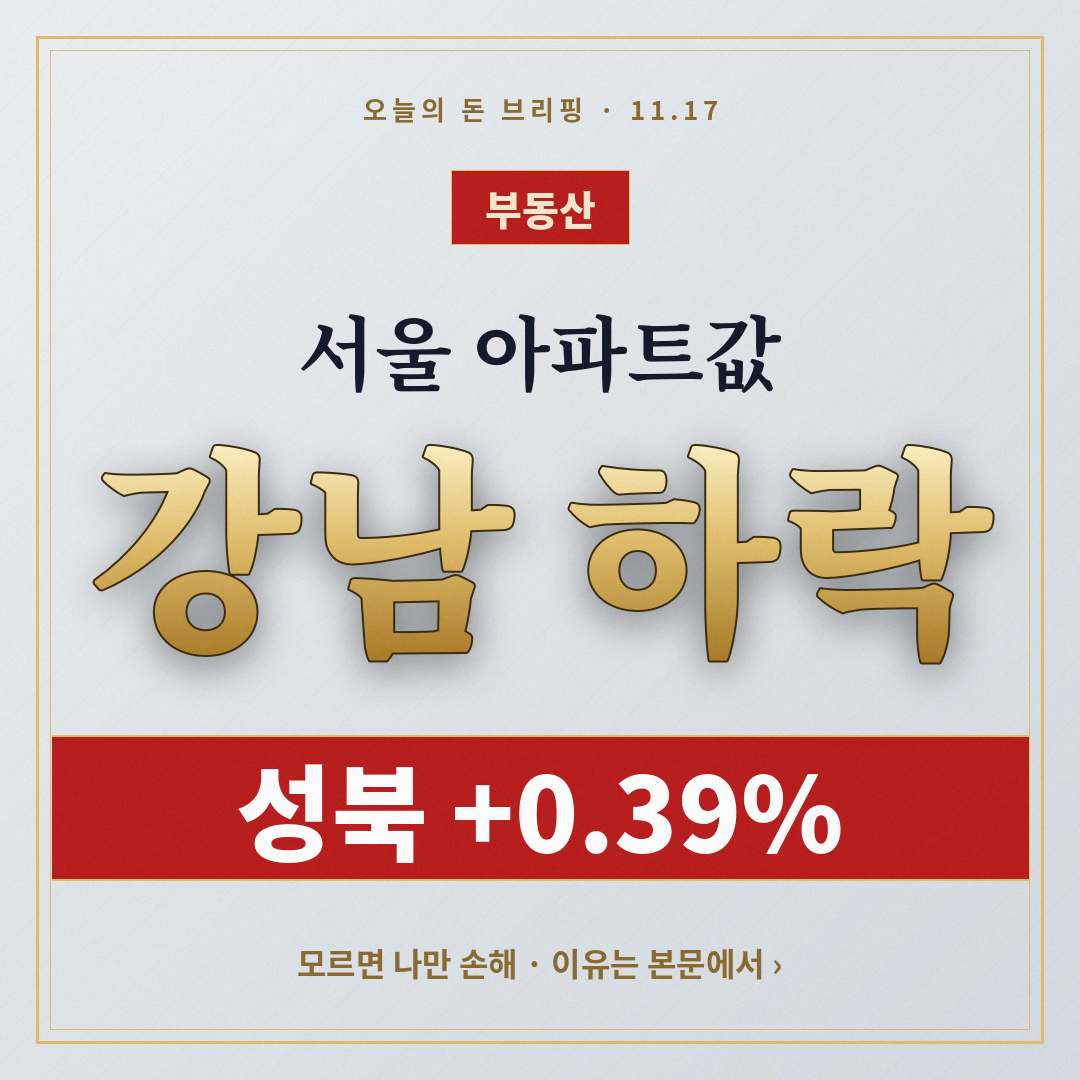 오늘의 돈 브리핑 · 11.17
부동산
서울 아파트값
강남 하락
성북 +0.39%
모르면 나만 손해 · 이유는 본문에서 ›